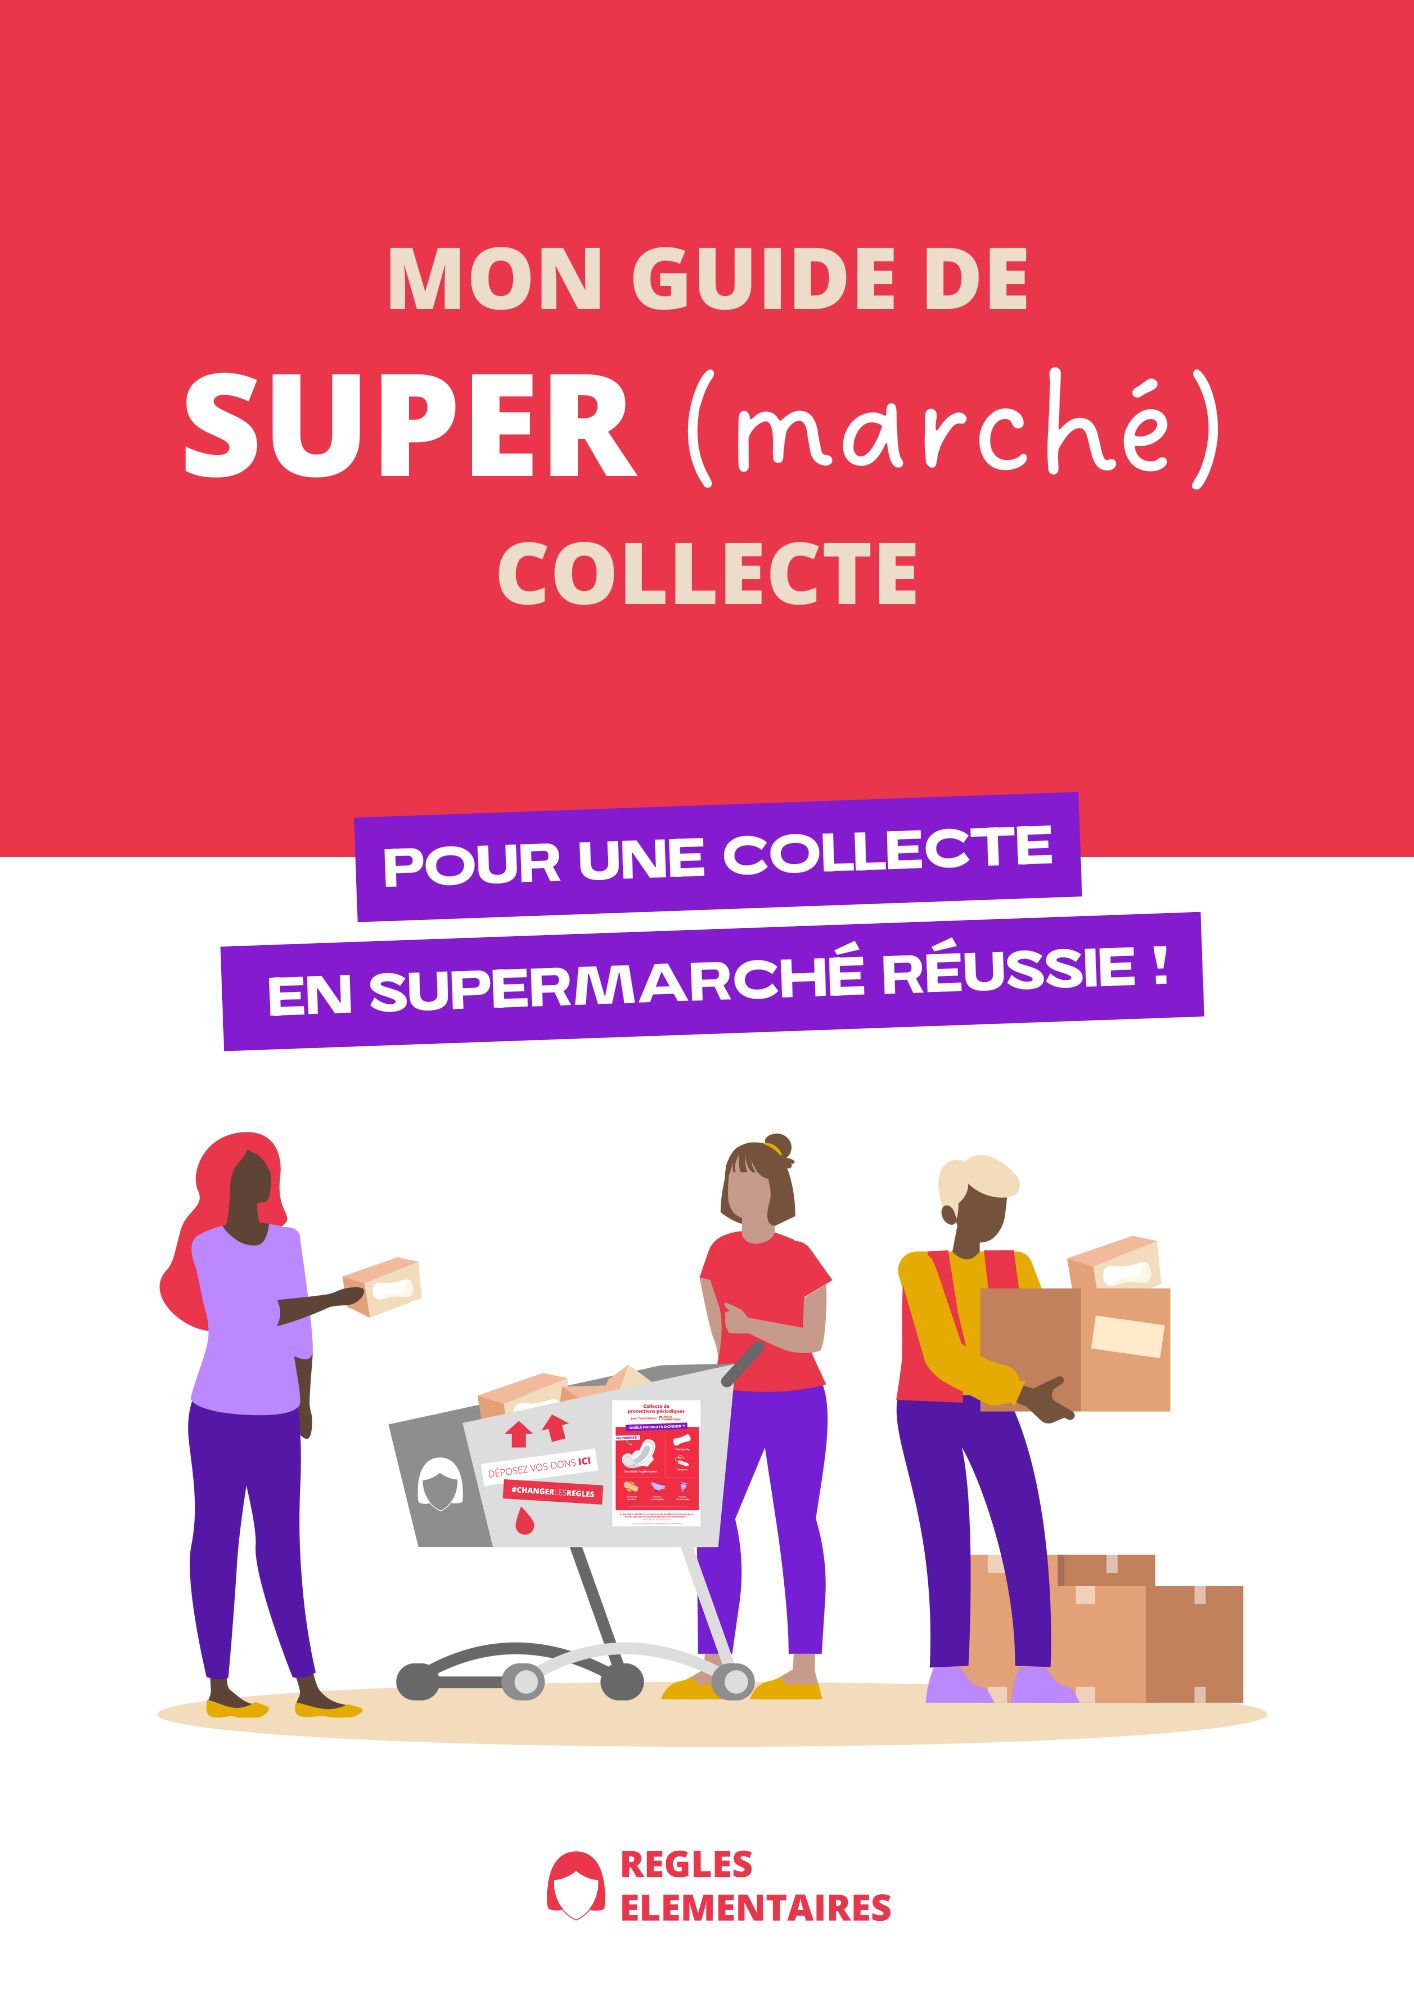 MON GUIDE DE
SUPER (marché)
COLLECTE
POUR UNE COLLECTE
EN SUPERMARCHÉ RÉUSSIE !
DÉPOSEZ VOS DONS ICI
#CHANGERLESREGLES
Collecte de
protections périodiques
REGLES
ELEMENTAIRES